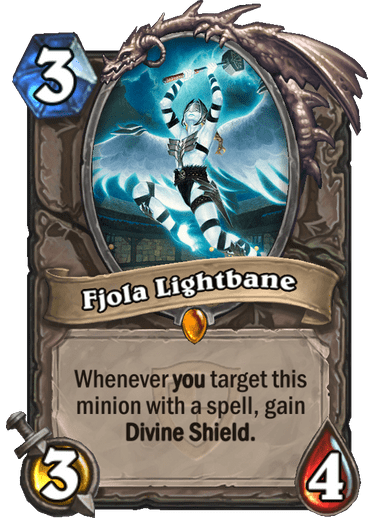 3
Fjola Lightbane
Whenever you target this
minion with a spell, gain
Divine Shield.
3
4